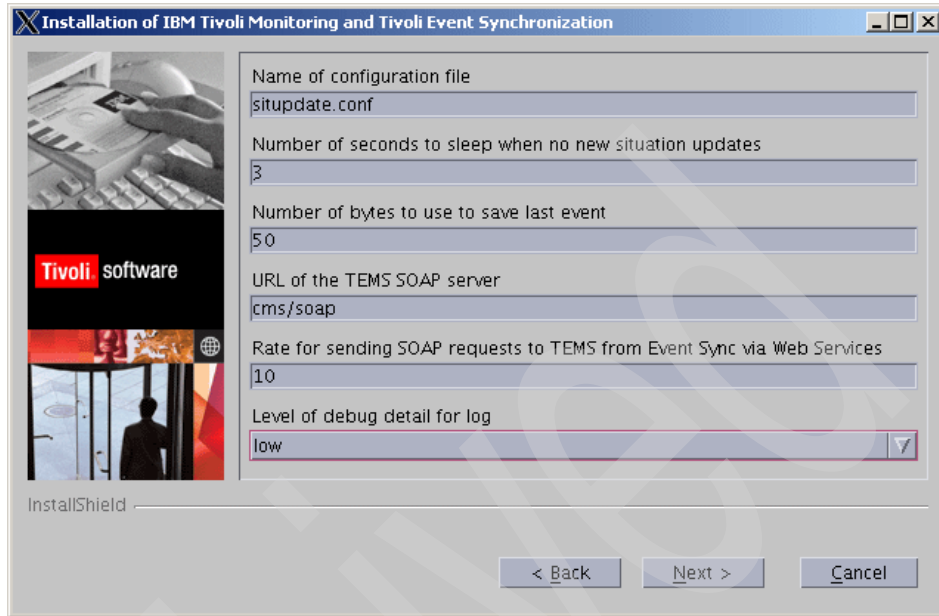 Installation of IBM Tivoli Monitoring and Tivoli Event Synchronization
Name of configuration file
situpdate.conf
Number of seconds to sleep when no new situation updates
3
Number of bytes to use to save last event
50
URL of the TEMS SOAP server
cms/soap
Rate for sending SOAP requests to TEMS from Event Sync via Web Services
10
Level of debug detail for log
low
Tivoli. software
InstallShield
< Back
Next >
Cancel